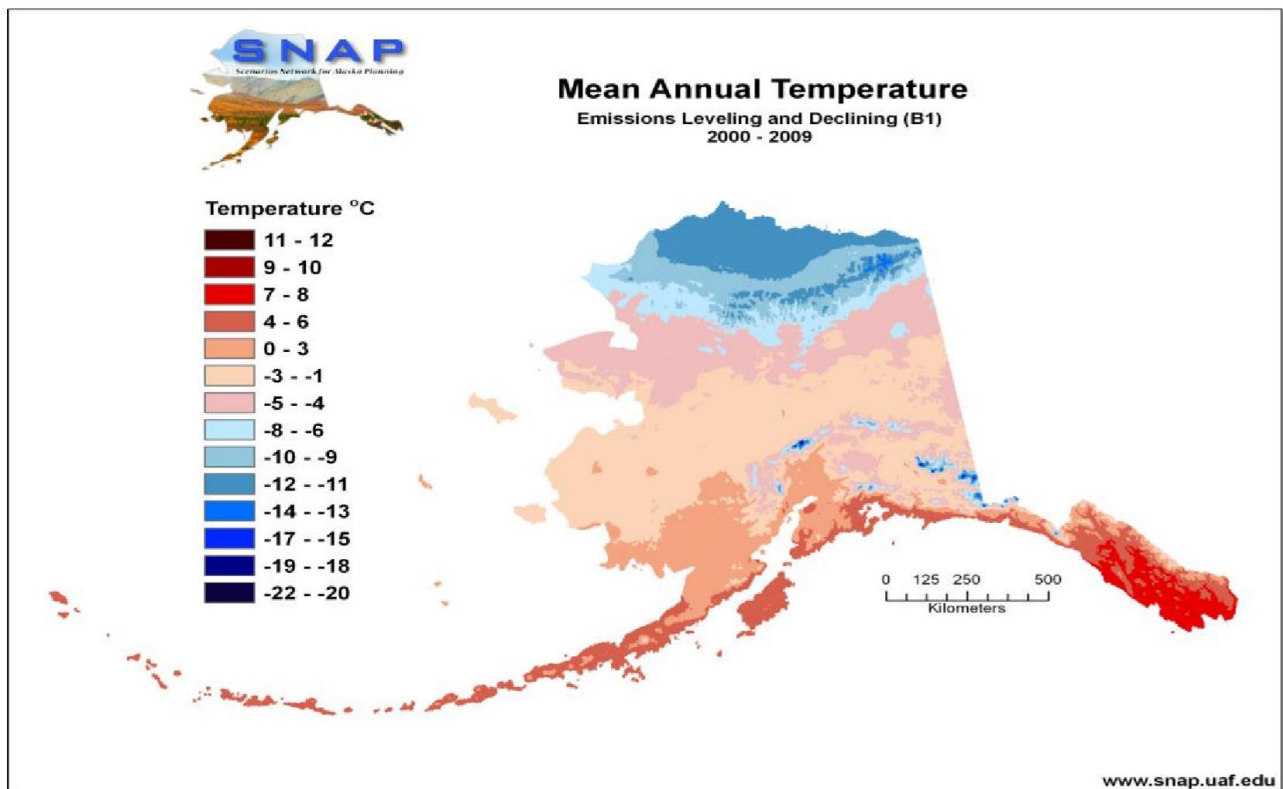 SNAP
Scenarios Network for Alaska Planning
Mean Annual Temperature
Emissions Leveling and Declining (B1)
2000 - 2009
Temperature °C
11 - 12
9 - 10
7 - 8
4 - 6
0 - 3
-3 - -1
-5 - -4
-8 - -6
-10 - -9
-12 - -11
-14 - -13
-17 - -15
-19 - -18
-22 - -20
0 125 250 500
Kilometers
www.snap.uaf.edu